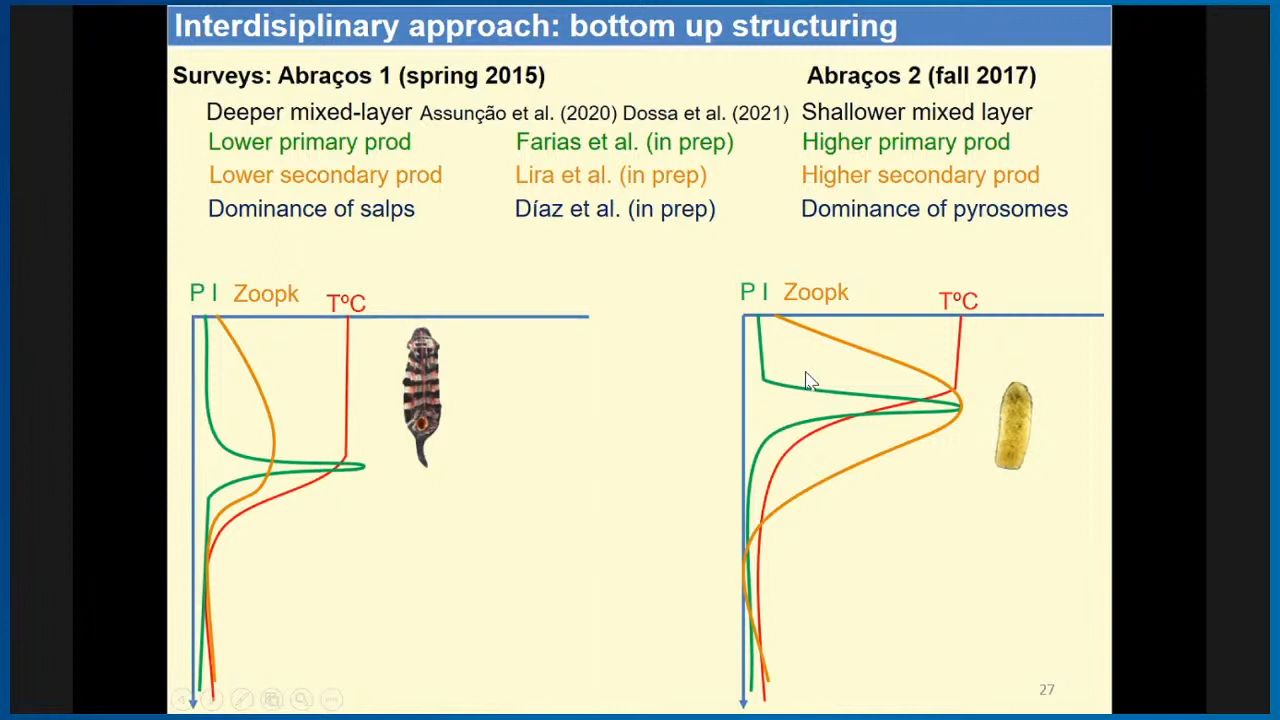 Interdisiplinary approach: bottom up structuring
Surveys: Abraços 1 (spring 2015) Abraços 2 (fall 2017)
Deeper mixed-layer Assunção et al. (2020) Dossa et al. (2021) Shallower mixed layer
Lower primary prod Farias et al. (in prep) Higher primary prod
Lower secondary prod Lira et al. (in prep) Higher secondary prod
Dominance of salps Díaz et al. (in prep) Dominance of pyrosomes
P I Zoopk TºC P I Zoopk TºC
27